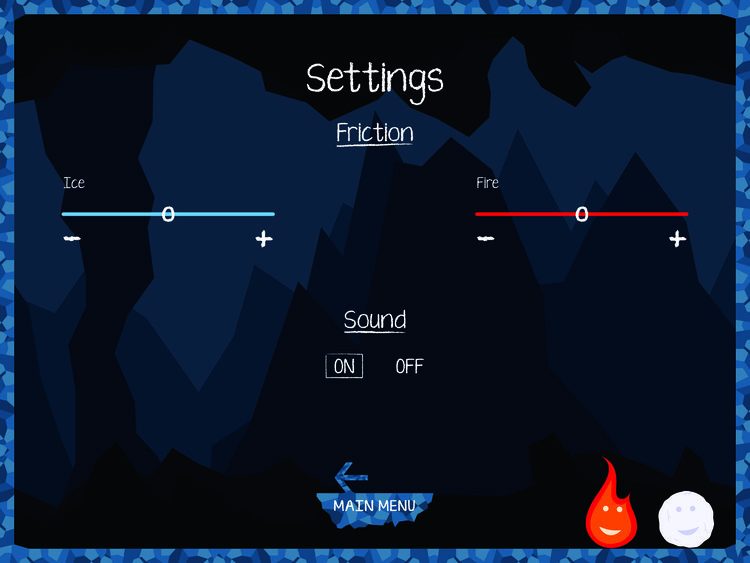 Settings
Friction
Ice
Fire
0
0
- +
- +
Sound
ON OFF
MAIN MENU